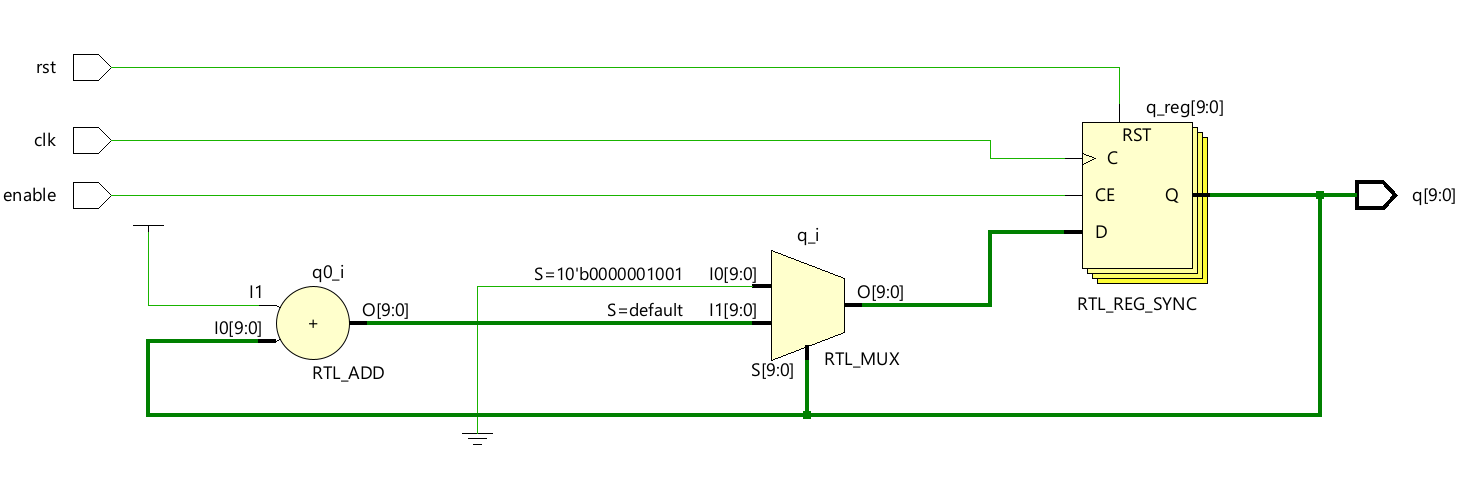 rst
q_reg[9:0]
RST
clk
C
enable
CE
Q
q[9:0]
D
q_i
q0_i
S=10'b0000001001
I0[9:0]
I1
O[9:0]
O[9:0]
S=default
I1[9:0]
RTL_REG_SYNC
+
I0[9:0]
RTL_MUX
S[9:0]
RTL_ADD